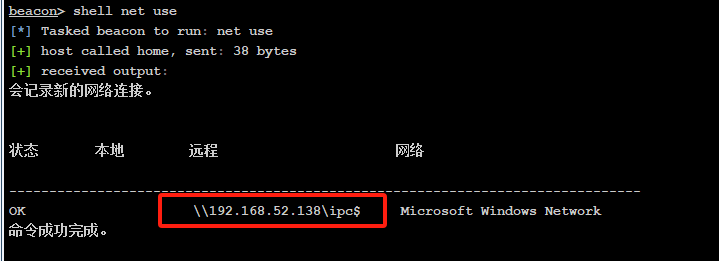 beacon> shell net use
[*] Tasked beacon to run: net use
[+] host called home, sent: 38 bytes
[+] received output:
会记录新的网络连接。
状态 本地 远程 网络
-------------------------------------------------------------------------------
OK \\192.168.52.138\ipc$ Microsoft Windows Network
命令成功完成。